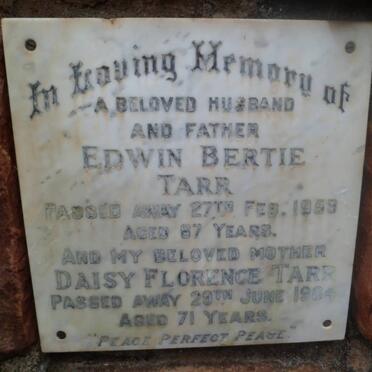 In Loving Memory of
A BELOVED HUSBAND
AND FATHER
EDWIN BERTIE
TARR
PASSED AWAY 27TH FEB. 1959
AGED 67 YEARS.
AND MY BELOVED MOTHER
DAISY FLORENCE TARR
PASSED AWAY 29TH JUNE 1964
AGED 71 YEARS.
"PEACE PERFECT PEACE"